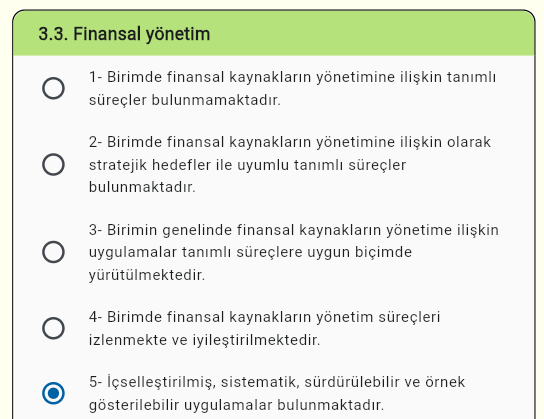 3.3. Finansal yönetim
1- Birimde finansal kaynakların yönetimine ilişkin tanımlı
süreçler bulunmamaktadır.
2- Birimde finansal kaynakların yönetimine ilişkin olarak
stratejik hedefler ile uyumlu tanımlı süreçler
bulunmaktadır.
3- Birimin genelinde finansal kaynakların yönetime ilişkin
uygulamalar tanımlı süreçlere uygun biçimde
yürütülmektedir.
4- Birimde finansal kaynakların yönetim süreçleri
izlenmekte ve iyileştirilmektedir.
5- İçselleştirilmiş, sistematik, sürdürülebilir ve örnek
gösterilebilir uygulamalar bulunmaktadır.